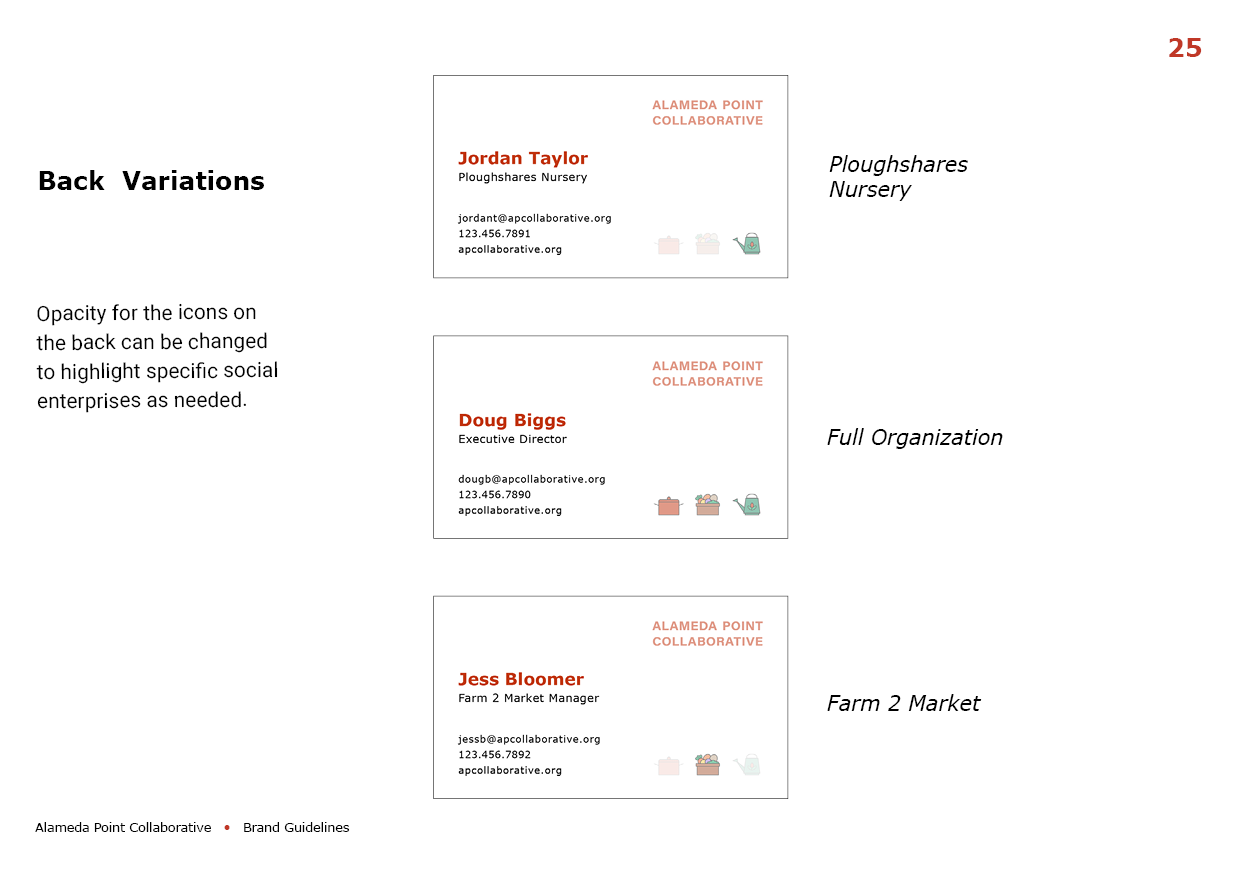 25
Back Variations
Opacity for the icons on
the back can be changed
to highlight specific social
enterprises as needed.
ALAMEDA POINT
COLLABORATIVE
Jordan Taylor
Ploughshares Nursery
jordant@apcollaborative.org
123.456.7891
apcollaborative.org
Ploughshares
Nursery
ALAMEDA POINT
COLLABORATIVE
Doug Biggs
Executive Director
dougb@apcollaborative.org
123.456.7890
apcollaborative.org
Full Organization
ALAMEDA POINT
COLLABORATIVE
Jess Bloomer
Farm 2 Market Manager
jessb@apcollaborative.org
123.456.7892
apcollaborative.org
Farm 2 Market
Alameda Point Collaborative • Brand Guidelines